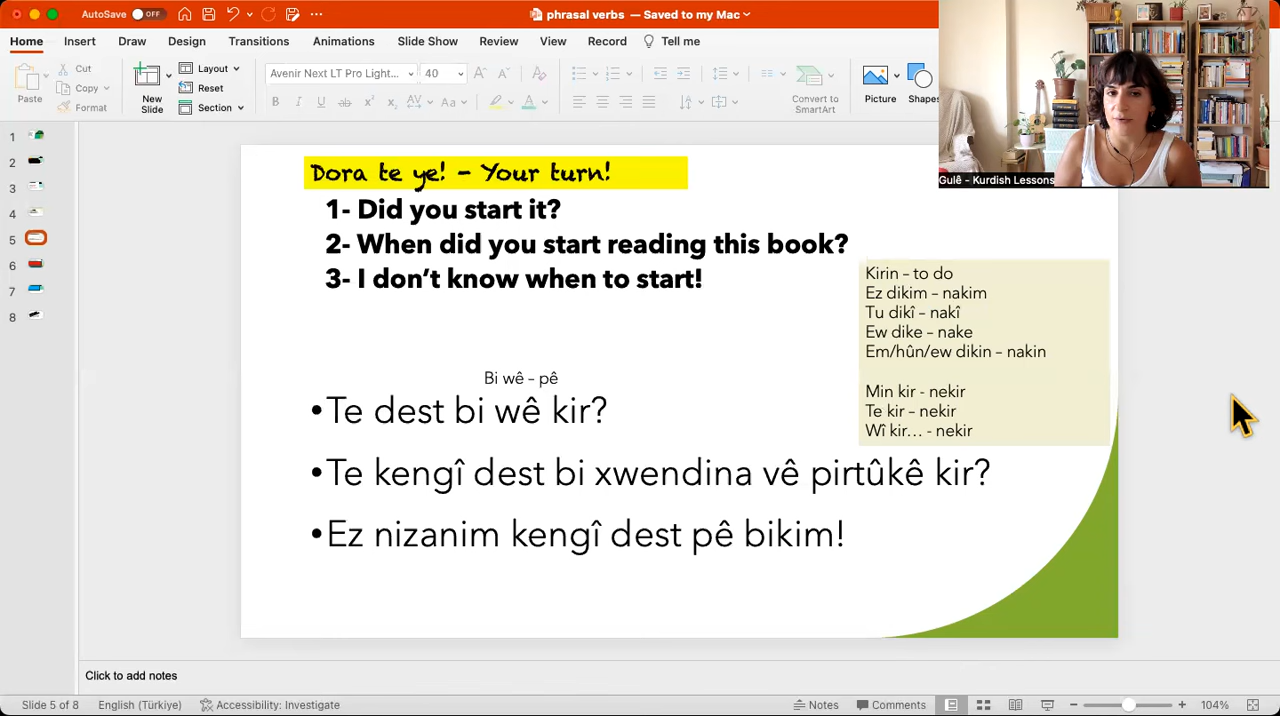 AutoSave OFF
phrasal verbs — Saved to my Mac
Home Insert Draw Design Transitions Animations Slide Show Review View Record Tell me
Paste
Cut
Copy
Format
New Slide
Layout
Reset
Section
Avenir Next LT Pro Light... 40
Convert to SmartArt
Picture
Shapes
Gulê - Kurdish Lessons
1
2
3
4
5
6
7
8
Dora te ye! – Your turn!
1- Did you start it?
2- When did you start reading this book?
3- I don’t know when to start!
Kirin – to do
Ez dikim – nakim
Tu dikî – nakî
Ew dike – nake
Em/hûn/ew dikin – nakin
Min kir - nekir
Te kir – nekir
Wî kir… - nekir
Bi wê – pê
•Te dest bi wê kir?
•Te kengî dest bi xwendina vê pirtûkê kir?
•Ez nizanim kengî dest pê bikim!
Click to add notes
Slide 5 of 8 English (Türkiye) Accessibility: Investigate Notes Comments 104%